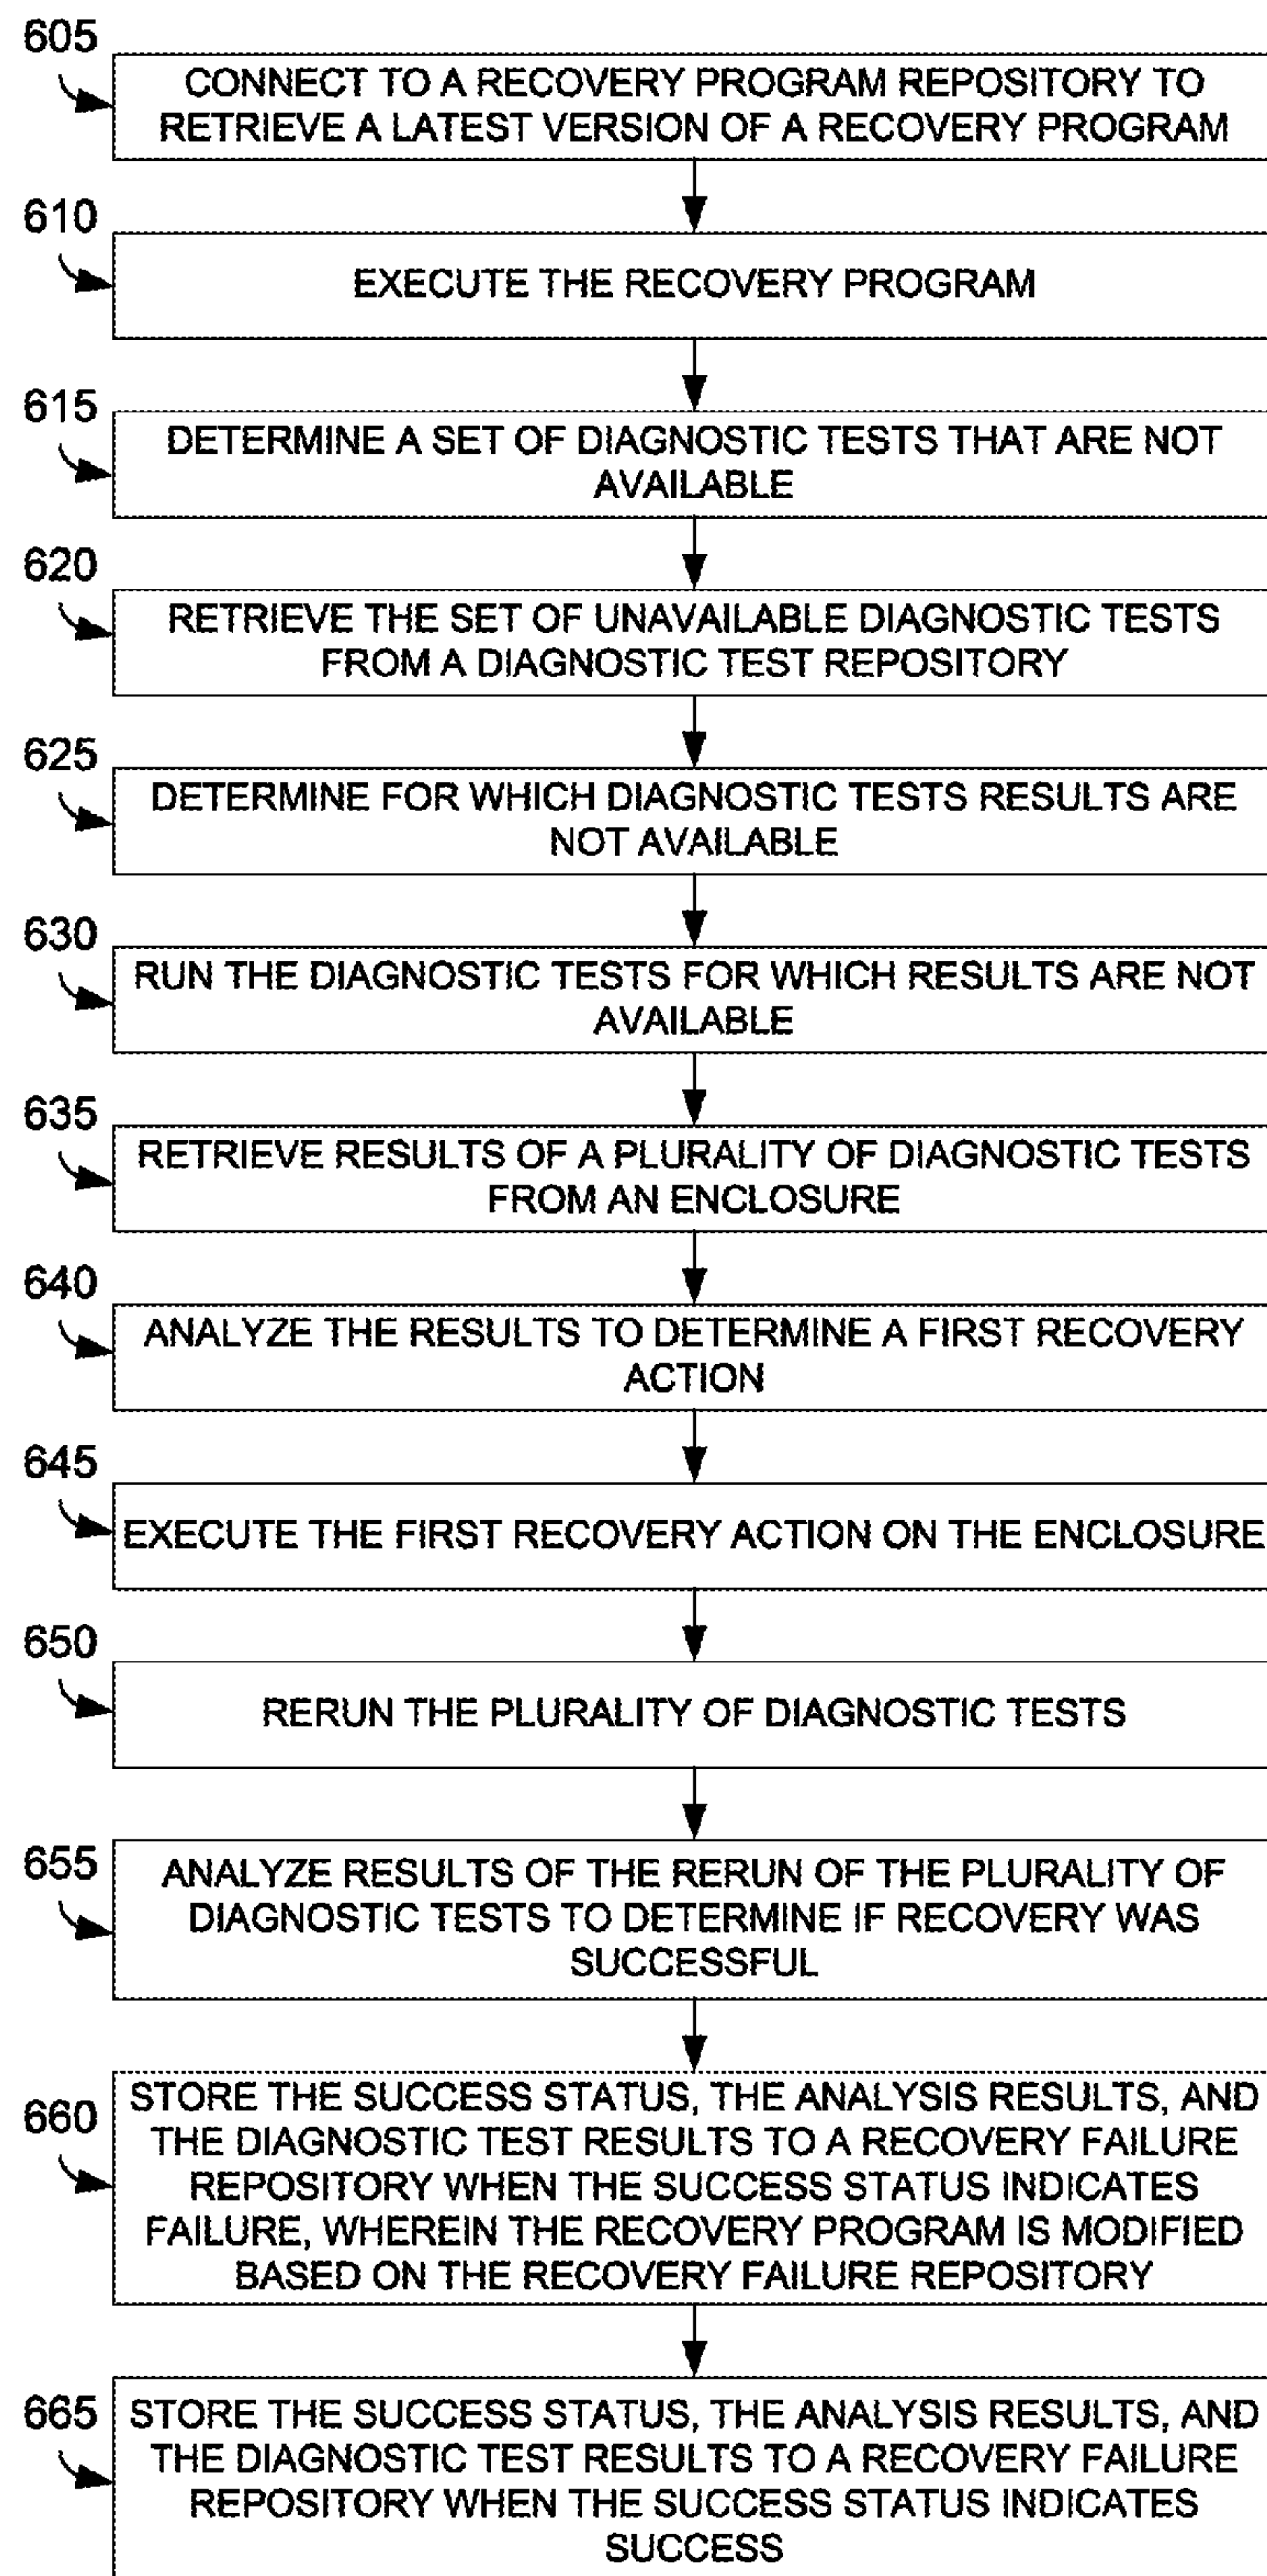 605
CONNECT TO A RECOVERY PROGRAM REPOSITORY TO
RETRIEVE A LATEST VERSION OF A RECOVERY PROGRAM
610
EXECUTE THE RECOVERY PROGRAM
615
DETERMINE A SET OF DIAGNOSTIC TESTS THAT ARE NOT
AVAILABLE
620
RETRIEVE THE SET OF UNAVAILABLE DIAGNOSTIC TESTS
FROM A DIAGNOSTIC TEST REPOSITORY
625
DETERMINE FOR WHICH DIAGNOSTIC TESTS RESULTS ARE
NOT AVAILABLE
630
RUN THE DIAGNOSTIC TESTS FOR WHICH RESULTS ARE NOT
AVAILABLE
635
RETRIEVE RESULTS OF A PLURALITY OF DIAGNOSTIC TESTS
FROM AN ENCLOSURE
640
ANALYZE THE RESULTS TO DETERMINE A FIRST RECOVERY
ACTION
645
EXECUTE THE FIRST RECOVERY ACTION ON THE ENCLOSURE
650
RERUN THE PLURALITY OF DIAGNOSTIC TESTS
655
ANALYZE RESULTS OF THE RERUN OF THE PLURALITY OF
DIAGNOSTIC TESTS TO DETERMINE IF RECOVERY WAS
SUCCESSFUL
660
STORE THE SUCCESS STATUS, THE ANALYSIS RESULTS, AND
THE DIAGNOSTIC TEST RESULTS TO A RECOVERY FAILURE
REPOSITORY WHEN THE SUCCESS STATUS INDICATES
FAILURE, WHEREIN THE RECOVERY PROGRAM IS MODIFIED
BASED ON THE RECOVERY FAILURE REPOSITORY
665
STORE THE SUCCESS STATUS, THE ANALYSIS RESULTS, AND
THE DIAGNOSTIC TEST RESULTS TO A RECOVERY FAILURE
REPOSITORY WHEN THE SUCCESS STATUS INDICATES
SUCCESS